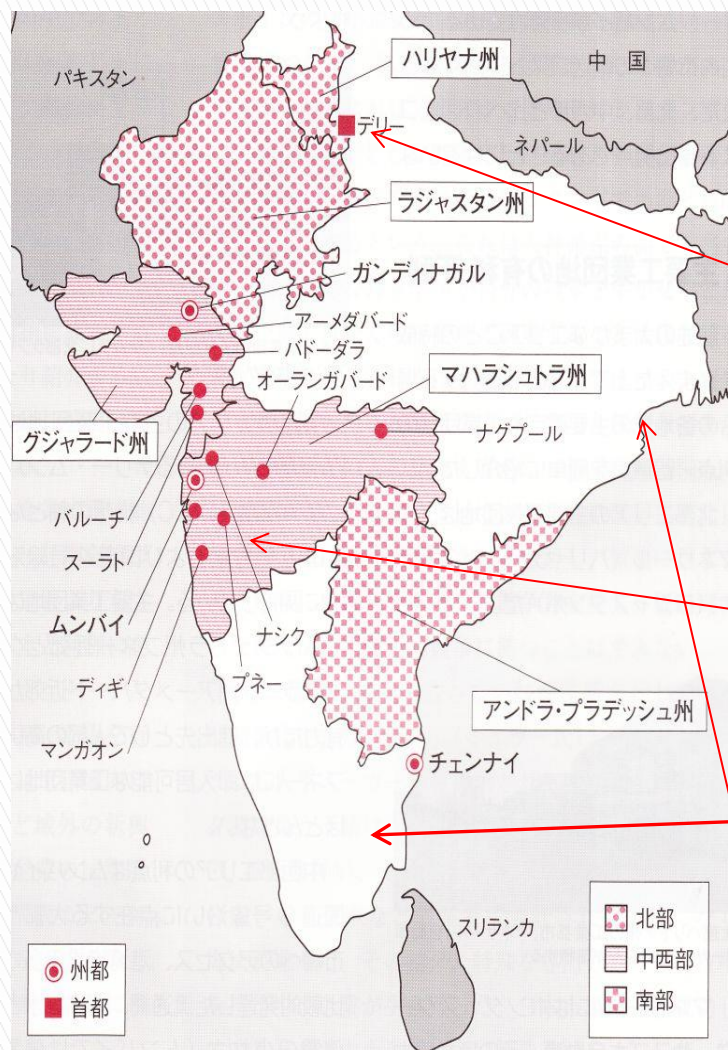 ハリヤナ州
中国
パキスタン
デリー
ネパール
ラジャスタン州
ガンディナガル
アーメダバード
バドーダラ
オーランガバード
マハラシュトラ州
グジャラード州
ナグプール
バルーチ
スーラト
ムンバイ
ナシク
ディギ
プネー
アンドラ・プラデッシュ州
マンガオン
チェンナイ
スリランカ
北部
中西部
南部
州都
首都